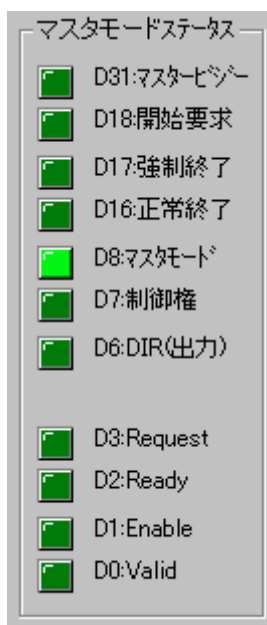 マスタモードステータス
D31:マスタービジー
D18:開始要求
D17:強制終了
D16:正常終了
D8:マスタモード
D7:制御権
D6:DIR(出力)
D3:Request
D2:Ready
D1:Enable
D0:Valid